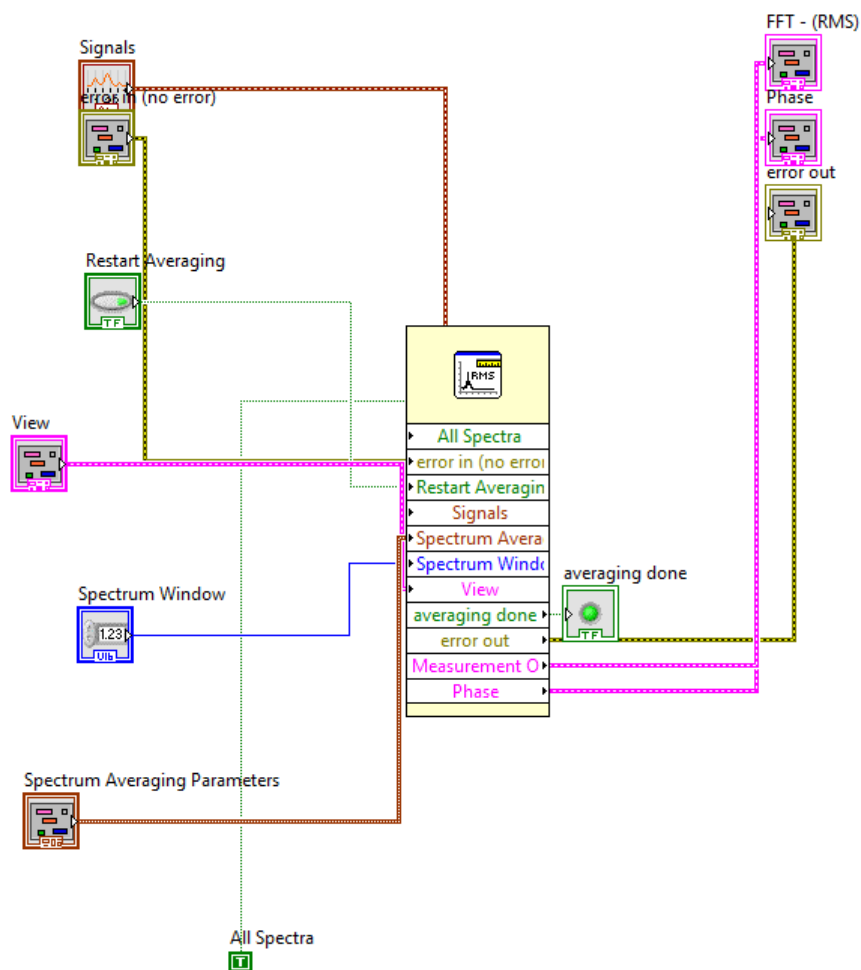 FFT - (RMS)
Signals
error in (no error)
Phase
error out
Restart Averaging
TF
RMS
View
All Spectra
error in (no erro
Restart Averagin
Signals
Spectrum Avera
Spectrum Windo
View
averaging done
error out
Measurement O
Phase
averaging done
TF
Spectrum Window
1.23
U16
Spectrum Averaging Parameters
All Spectra
T